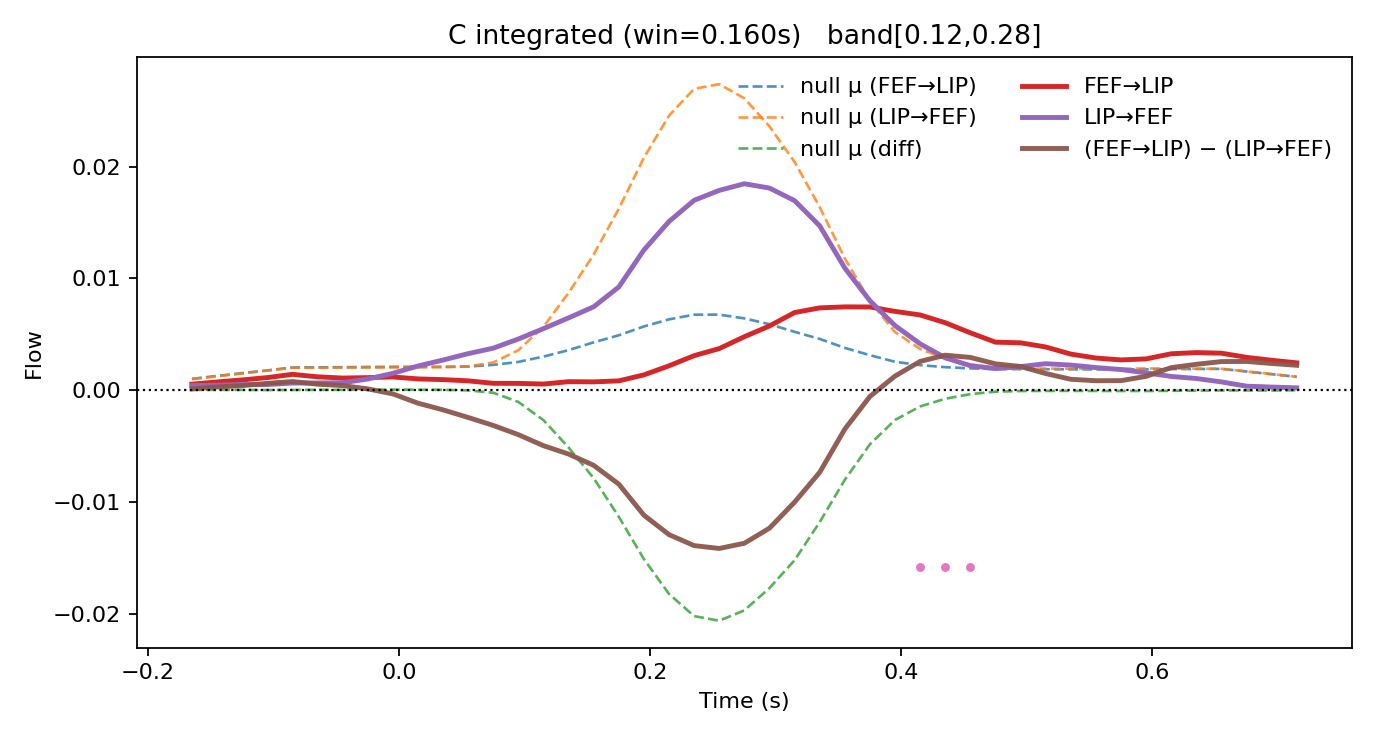 C integrated (win=0.160s)   band[0.12,0.28]
null μ (FEF→LIP)
null μ (LIP→FEF)
null μ (diff)
FEF→LIP
LIP→FEF
(FEF→LIP) − (LIP→FEF)
Flow
0.02
0.01
0.00
−0.01
−0.02
−0.2
0.0
0.2
0.4
0.6
Time (s)